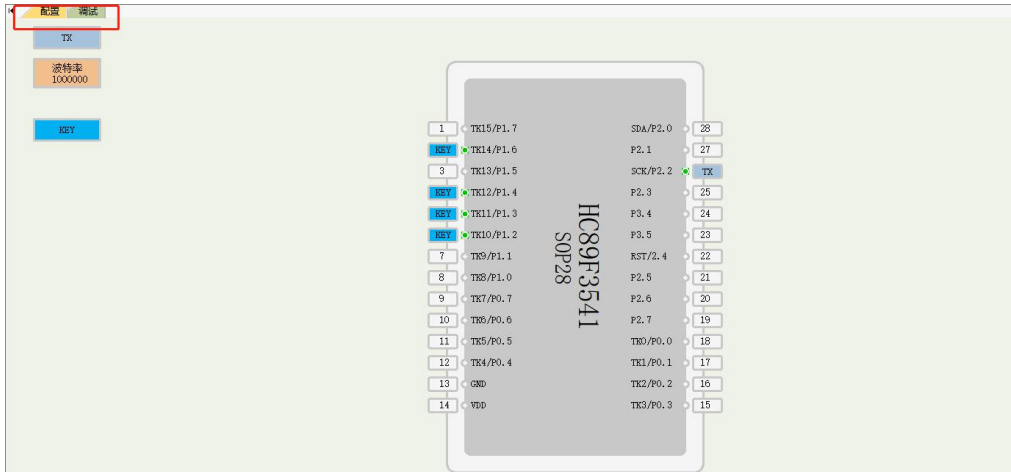 配置 调试
TX
波特率
1000000
KEY
1 TK15/P1.7 SDA/P2.0 28
KEY TK14/P1.6 P2.1 27
3 TK13/P1.5 SCK/P2.2 TX
KEY TK12/P1.4 P2.3 25
KEY TK11/P1.3 P3.4 24
KEY TK10/P1.2 P3.5 23
7 TK9/P1.1 RST/2.4 22
8 TK8/P1.0 P2.5 21
9 TK7/P0.7 P2.6 20
10 TK6/P0.6 P2.7 19
11 TK5/P0.5 TK0/P0.0 18
12 TK4/P0.4 TK1/P0.1 17
13 GND TK2/P0.2 16
14 VDD TK3/P0.3 15
HC89F3541
SOP28